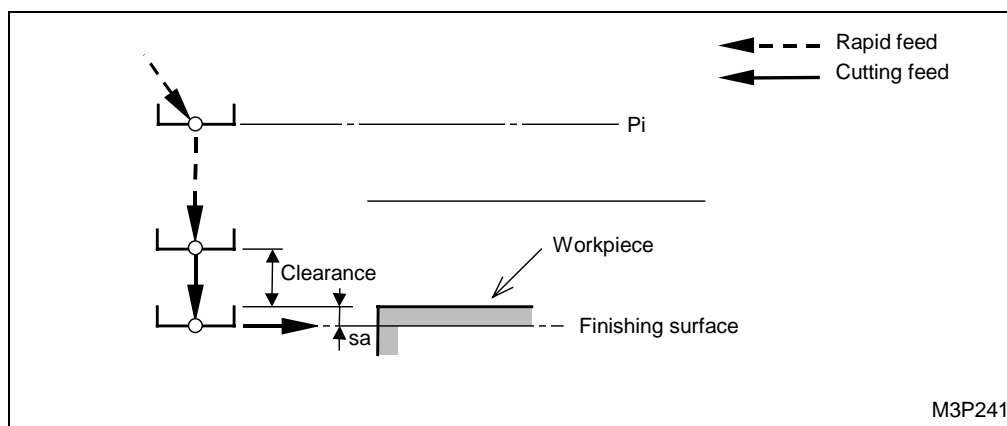 Rapid feed
Cutting feed
Pi
Workpiece
Clearance
Finishing surface
sa
M3P241